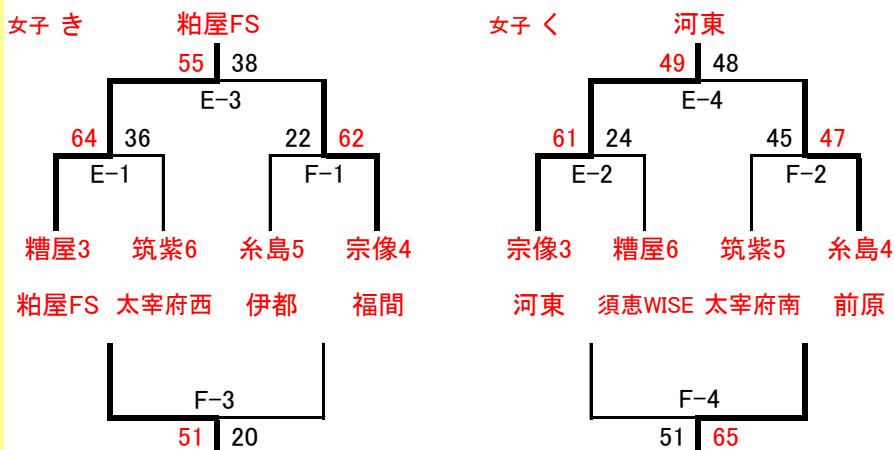 女子 き 粕屋FS 女子 く 河東
55 38 49 48
E-3 E-4
64 36 22 62 61 24 45 47
E-1 F-1 E-2 F-2
糟屋3 筑紫6 糸島5 宗像4 宗像3 糟屋6 筑紫5 糸島4
粕屋FS 太宰府西 伊都 福間 河東 須恵WISE 太宰府南 前原
F-3 F-4
51 20 51 65